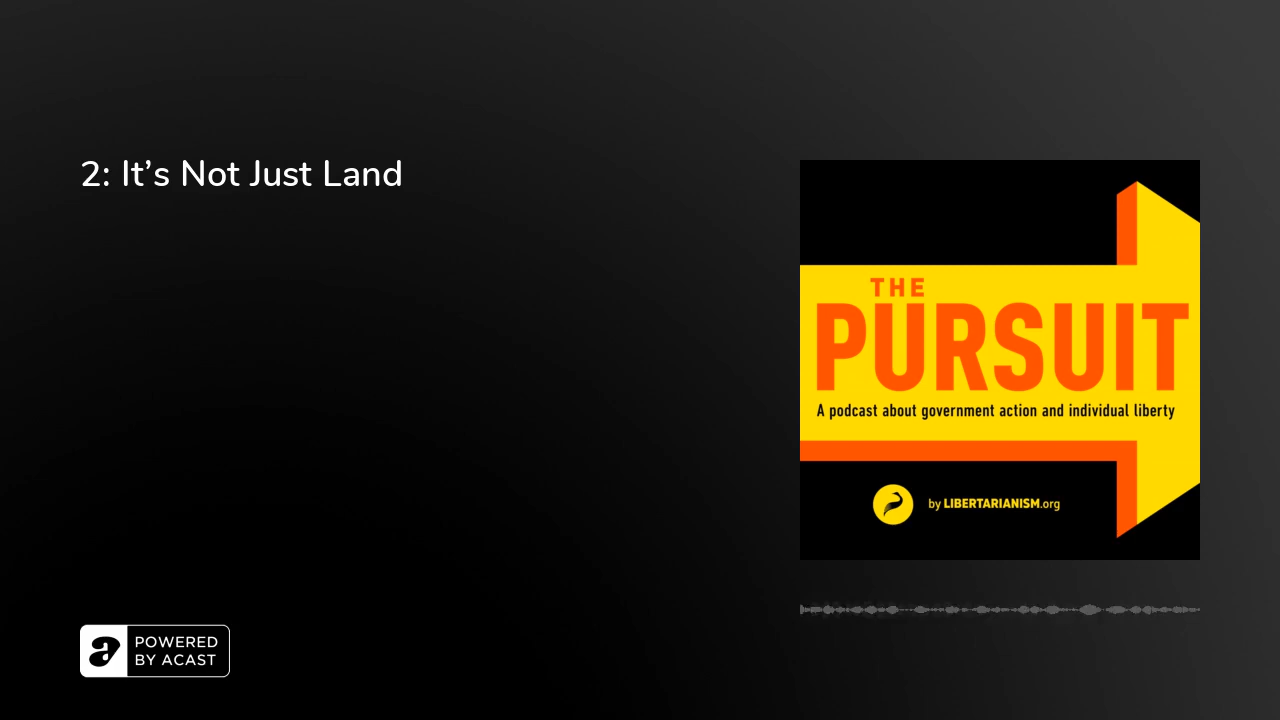 2: It’s Not Just Land
THE
PURSUIT
A podcast about government action and individual liberty
by LIBERTARIANISM.org
a POWERED
BY ACAST